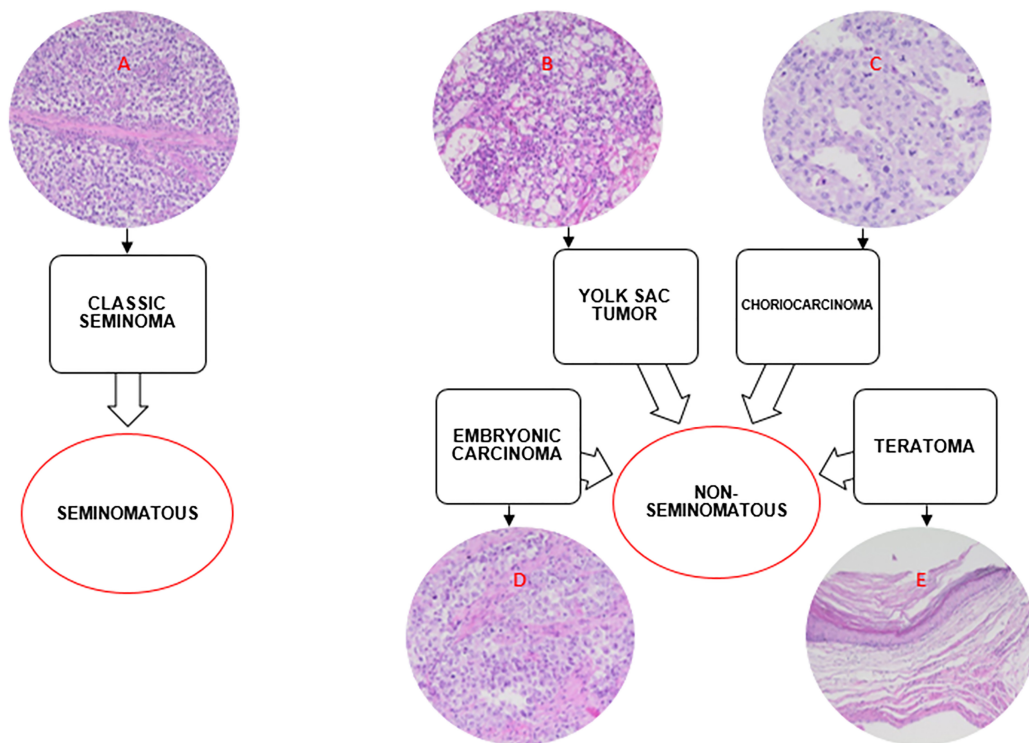 A
B
C
CLASSIC
SEMINOMA
YOLK SAC
TUMOR
CHORIOCARCINOMA
EMBRYONIC
CARCINOMA
TERATOMA
SEMINOMATOUS
NON-
SEMINOMATOUS
D
E